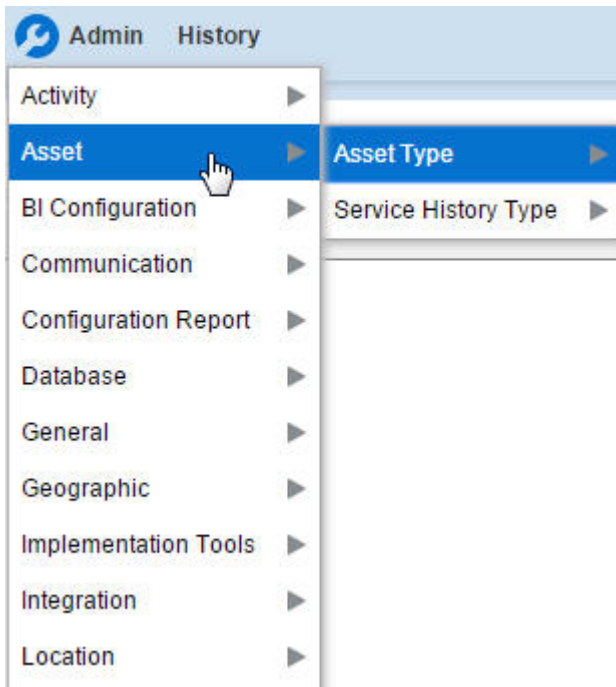 Admin History
Activity
Asset
Asset Type
BI Configuration
Service History Type
Communication
Configuration Report
Database
General
Geographic
Implementation Tools
Integration
Location